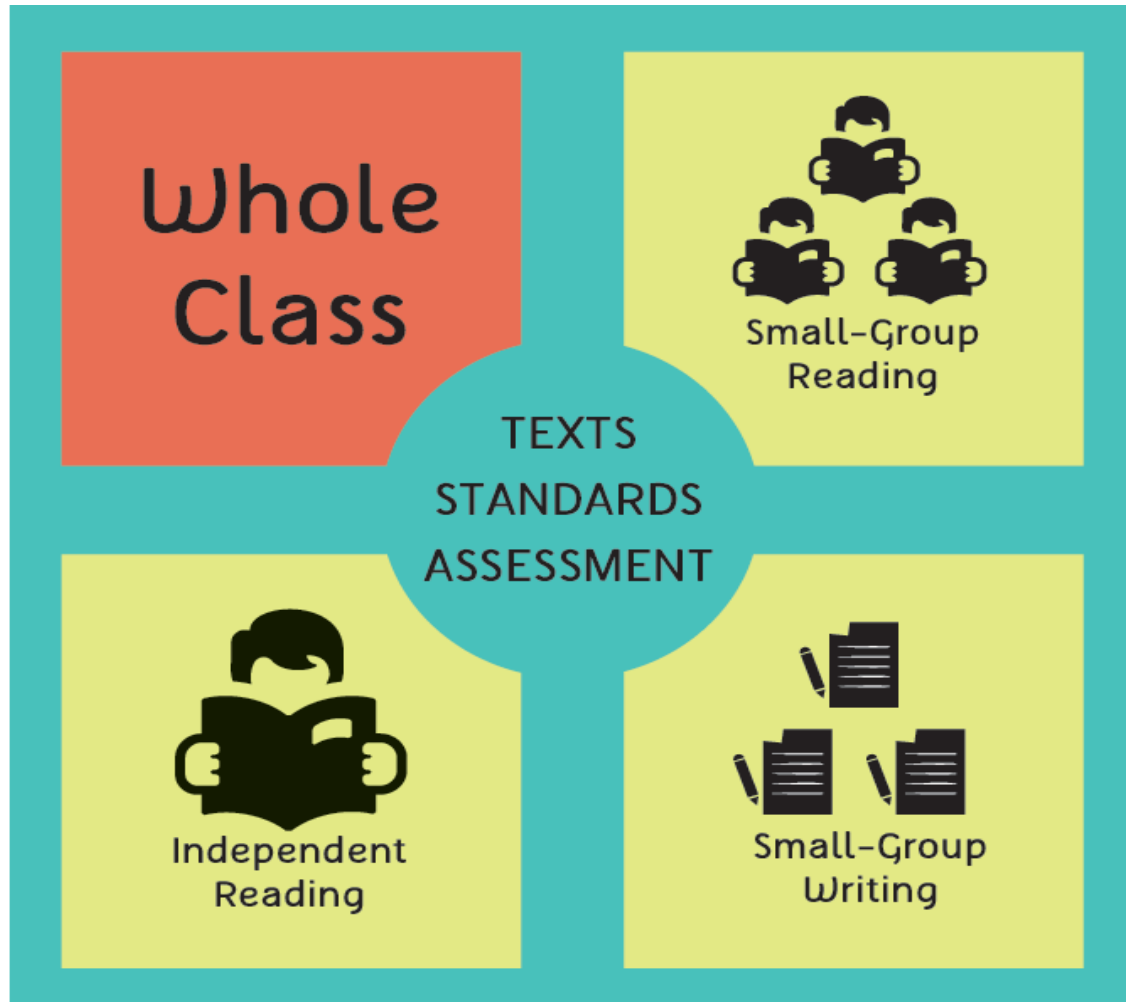 Whole
Class
Small-Group
Reading
TEXTS
STANDARDS
ASSESSMENT
Independent
Reading
Small-Group
Writing